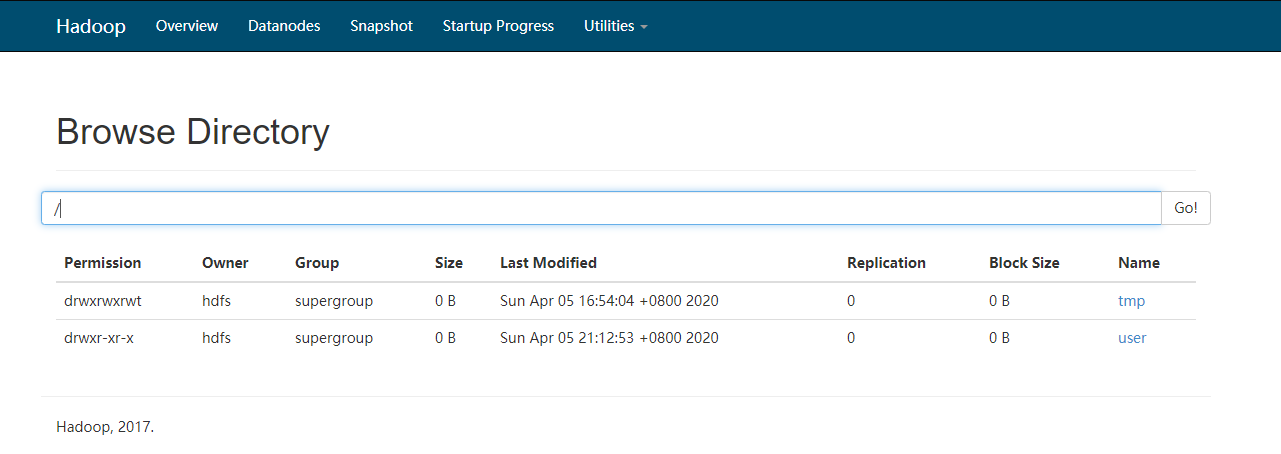 Hadoop Overview Datanodes Snapshot Startup Progress Utilities
Browse Directory
/ Go!
Permission Owner Group Size Last Modified Replication Block Size Name
drwxrwxrwt hdfs supergroup 0 B Sun Apr 05 16:54:04 +0800 2020 0 0 B tmp
drwxr-xr-x hdfs supergroup 0 B Sun Apr 05 21:12:53 +0800 2020 0 0 B user
Hadoop, 2017.